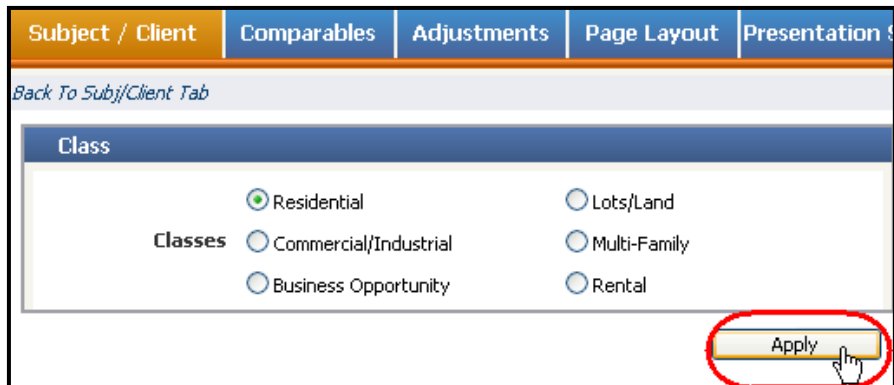 Subject / Client Comparables Adjustments Page Layout Presentation
Back To Subj/Client Tab
Class
Residential Lots/Land
Classes Commercial/Industrial Multi-Family
Business Opportunity Rental
Apply